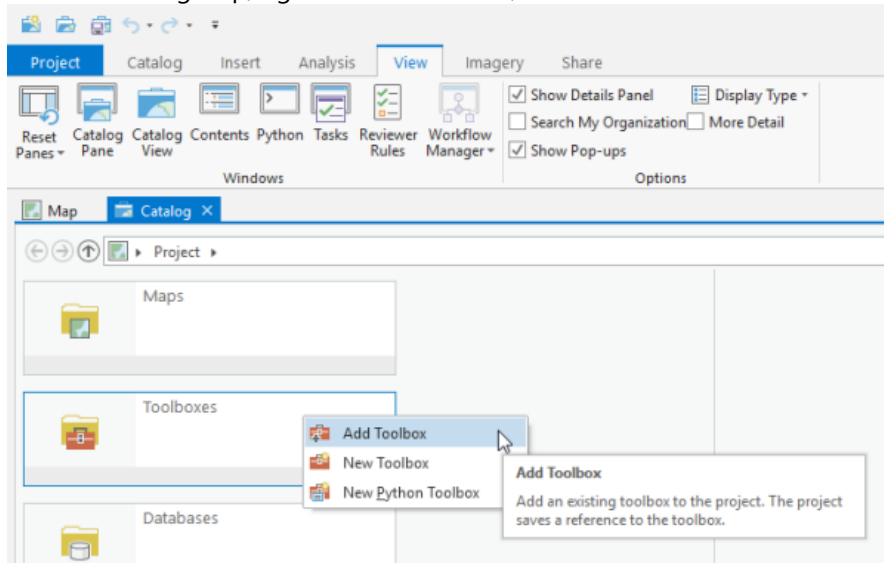 Project Catalog Insert Analysis View Imagery Share
Reset Panes
Catalog Pane
Catalog View
Contents
Python
Tasks
Reviewer Rules
Workflow Manager
Windows
Show Details Panel
Search My Organization
Show Pop-ups
Display Type
More Detail
Options
Map Catalog
Project
Maps
Toolboxes
Add Toolbox
New Toolbox
New Python Toolbox
Add Toolbox
Add an existing toolbox to the project. The project
saves a reference to the toolbox.
Databases